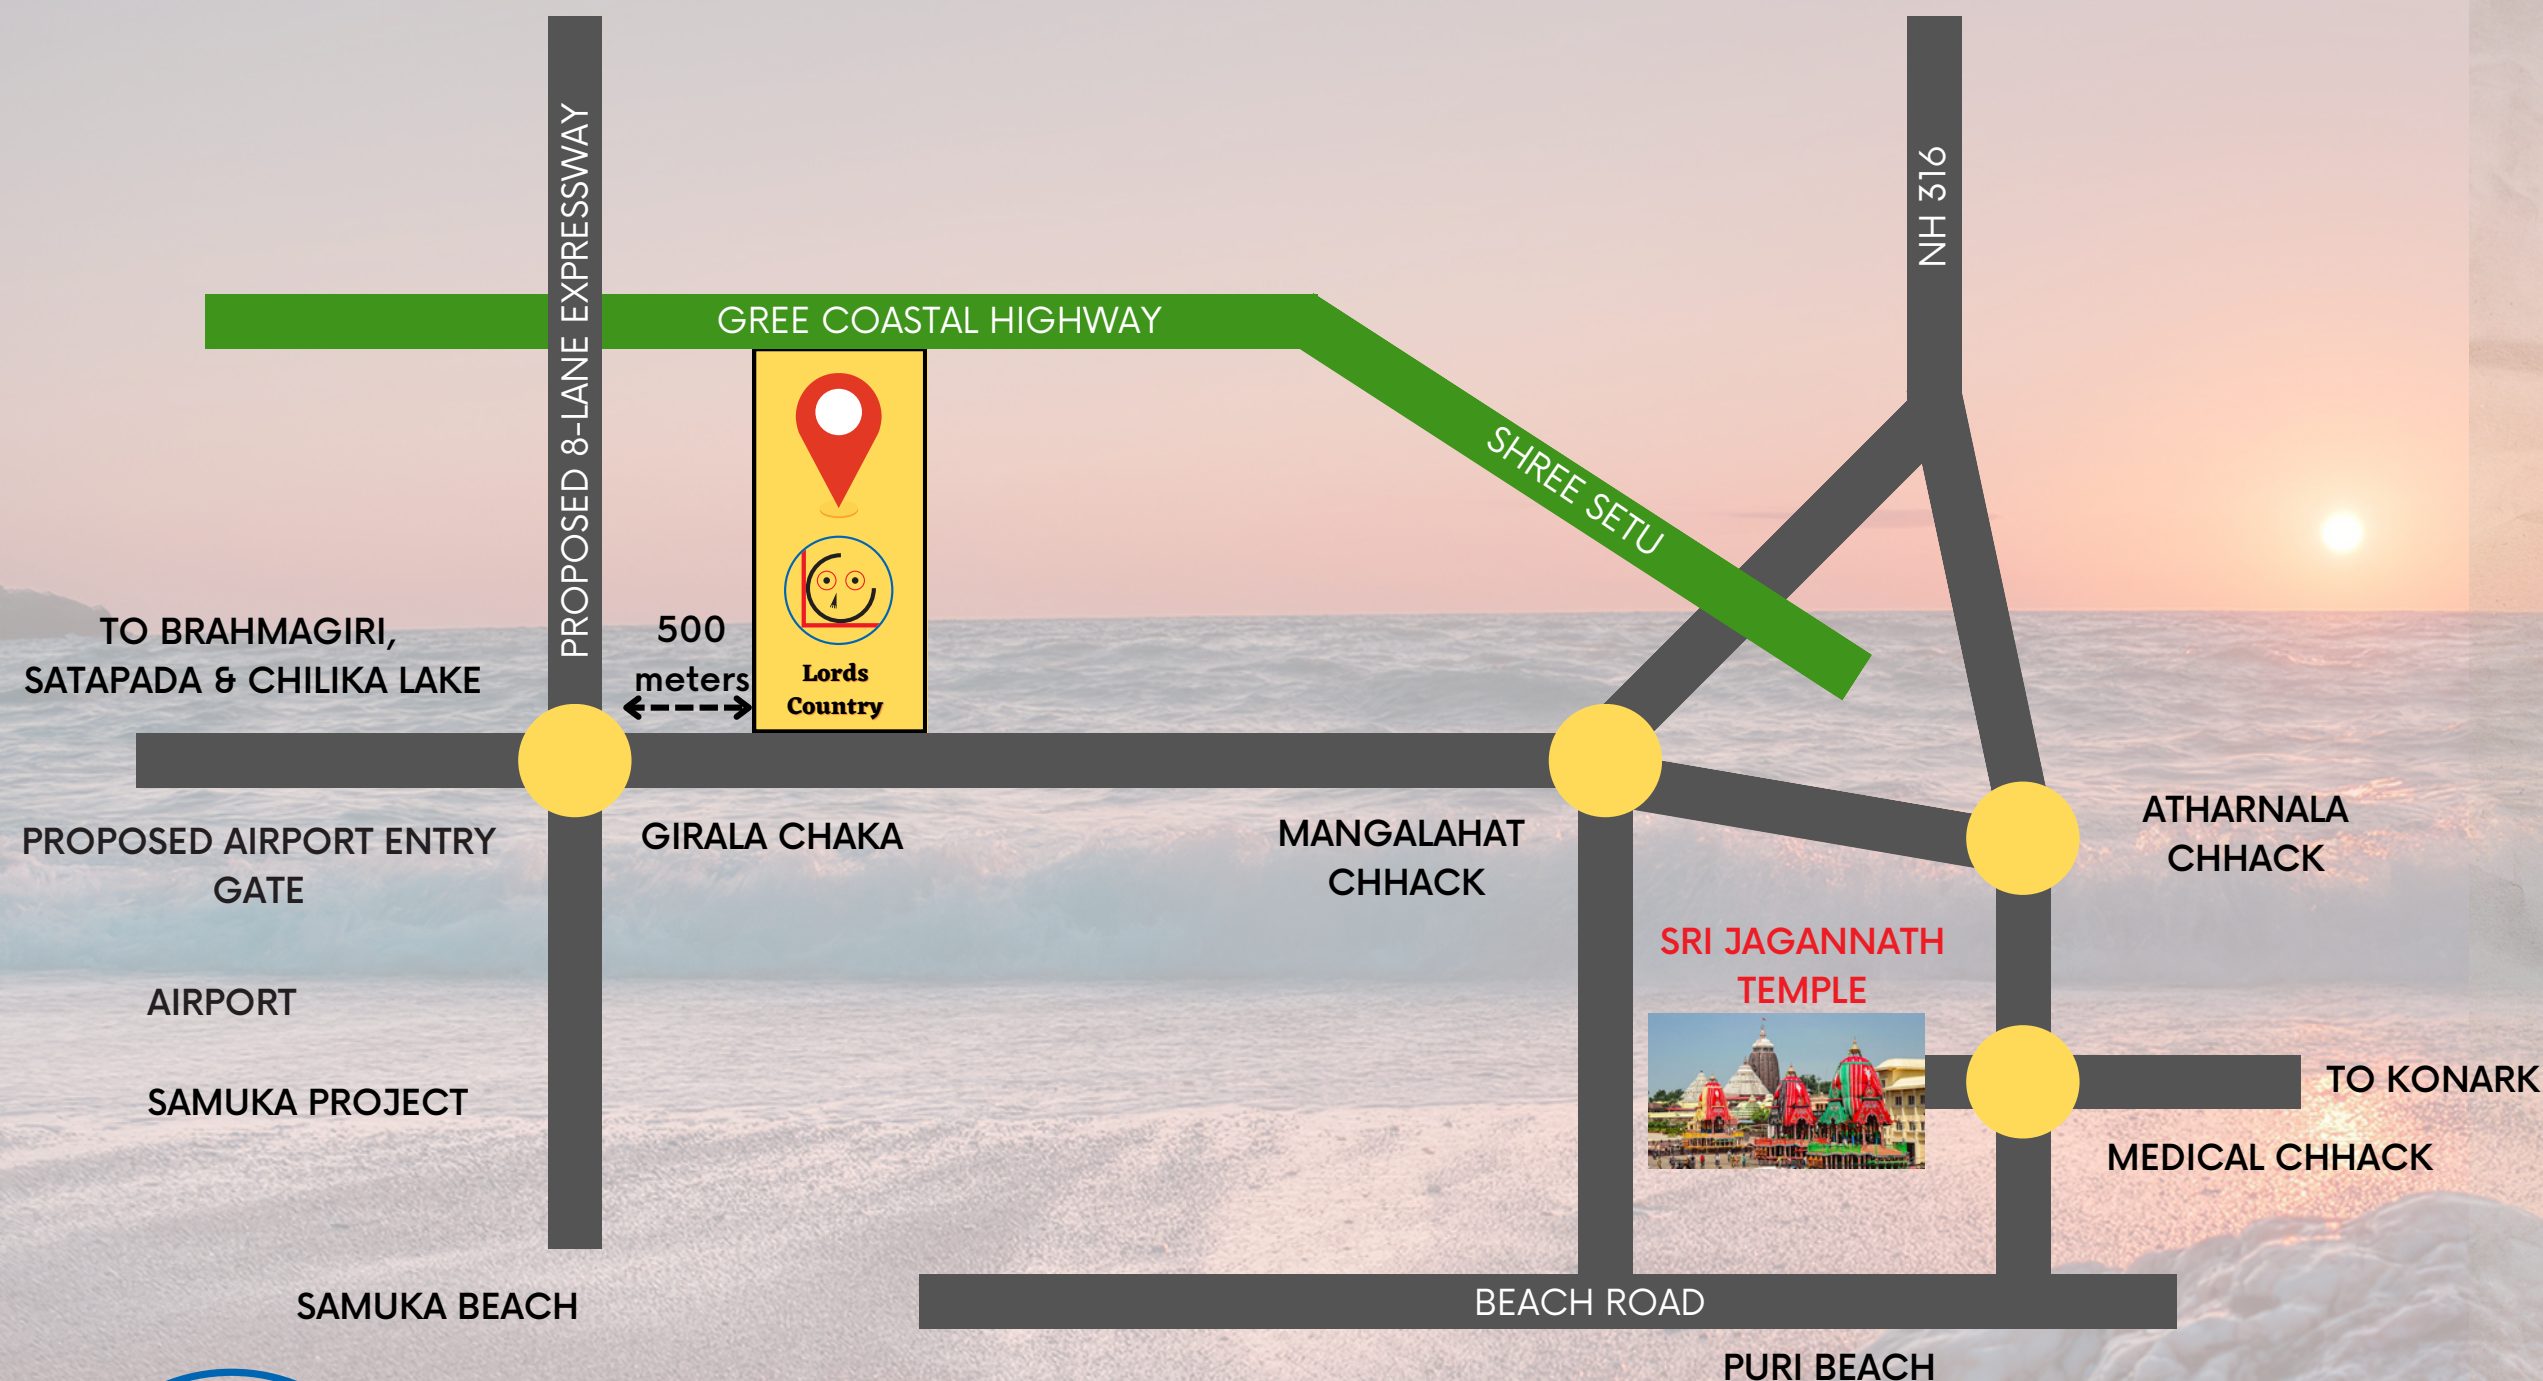 PROPOSED 8-LANE EXPRESSWAY
NH 316
GREE COASTAL HIGHWAY
SHREE SETU
TO BRAHMAGIRI,
SATAPADA & CHILIKA LAKE
500
meters
Lords
Country
PROPOSED AIRPORT ENTRY
GATE
GIRALA CHAKA
MANGALAHAT
CHHACK
ATHARNALA
CHHACK
SRI JAGANNATH
TEMPLE
AIRPORT
SAMUKA PROJECT
TO KONARK
MEDICAL CHHACK
SAMUKA BEACH
BEACH ROAD
PURI BEACH